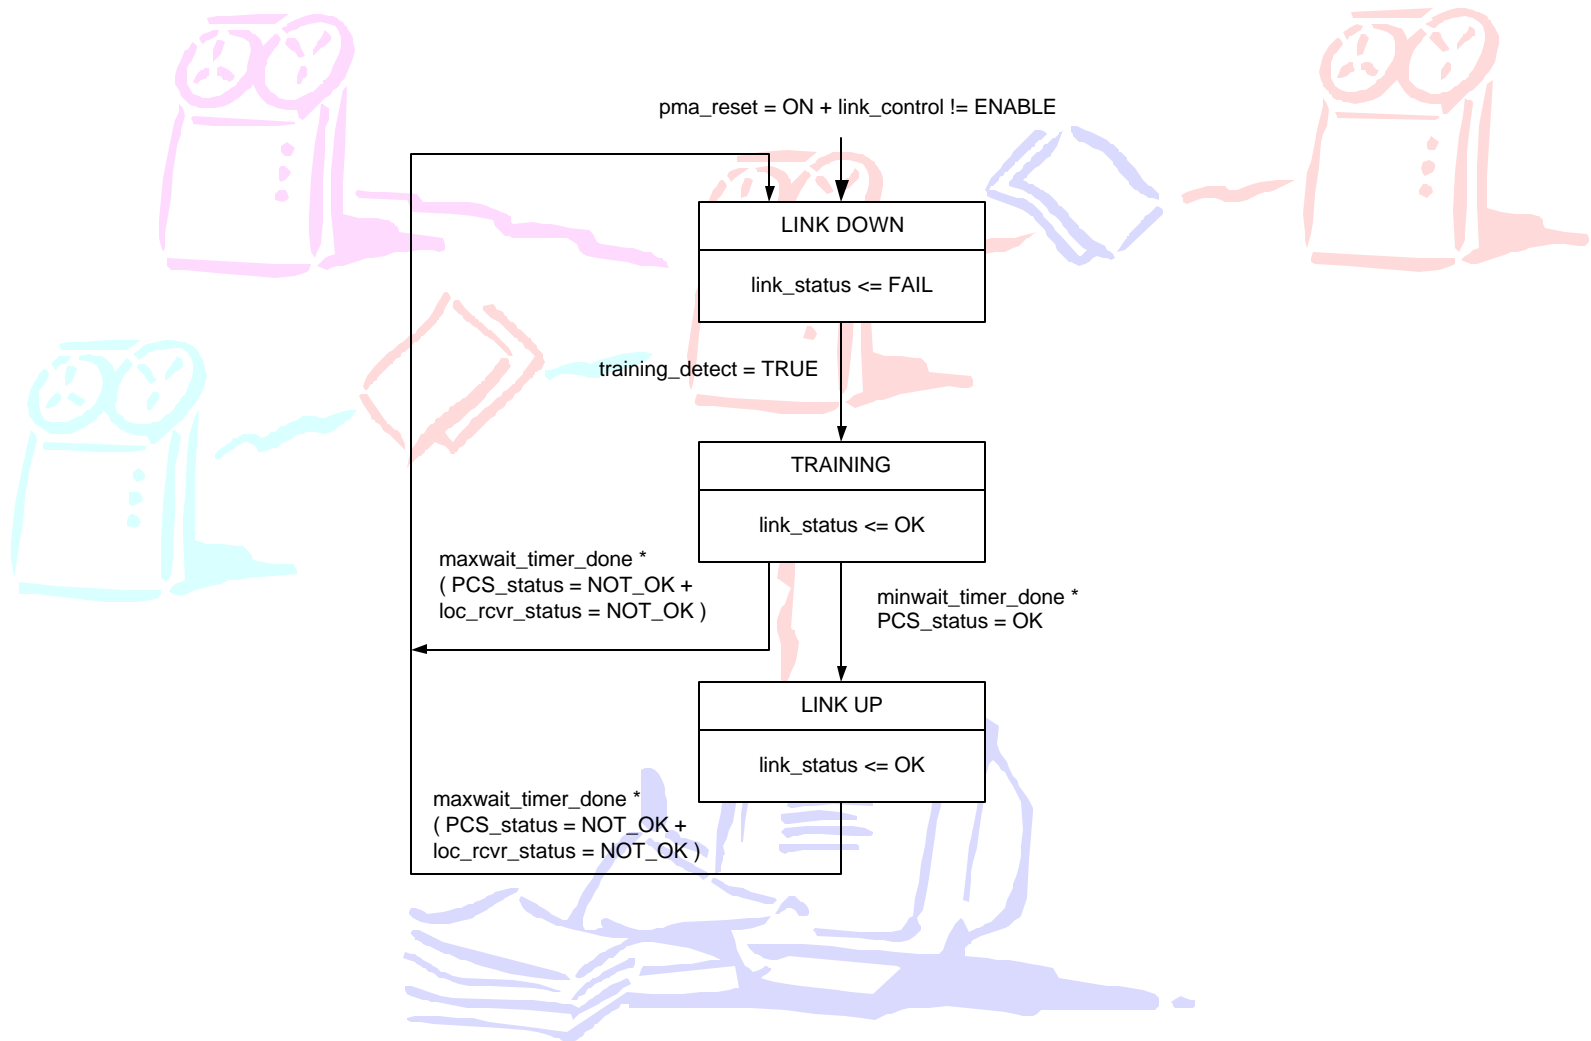 pma_reset = ON + link_control != ENABLE
LINK DOWN
link_status <= FAIL
training_detect = TRUE
TRAINING
link_status <= OK
maxwait_timer_done *
( PCS_status = NOT_OK +
loc_rcvr_status = NOT_OK )
minwait_timer_done *
PCS_status = OK
LINK UP
link_status <= OK
maxwait_timer_done *
( PCS_status = NOT_OK +
loc_rcvr_status = NOT_OK )